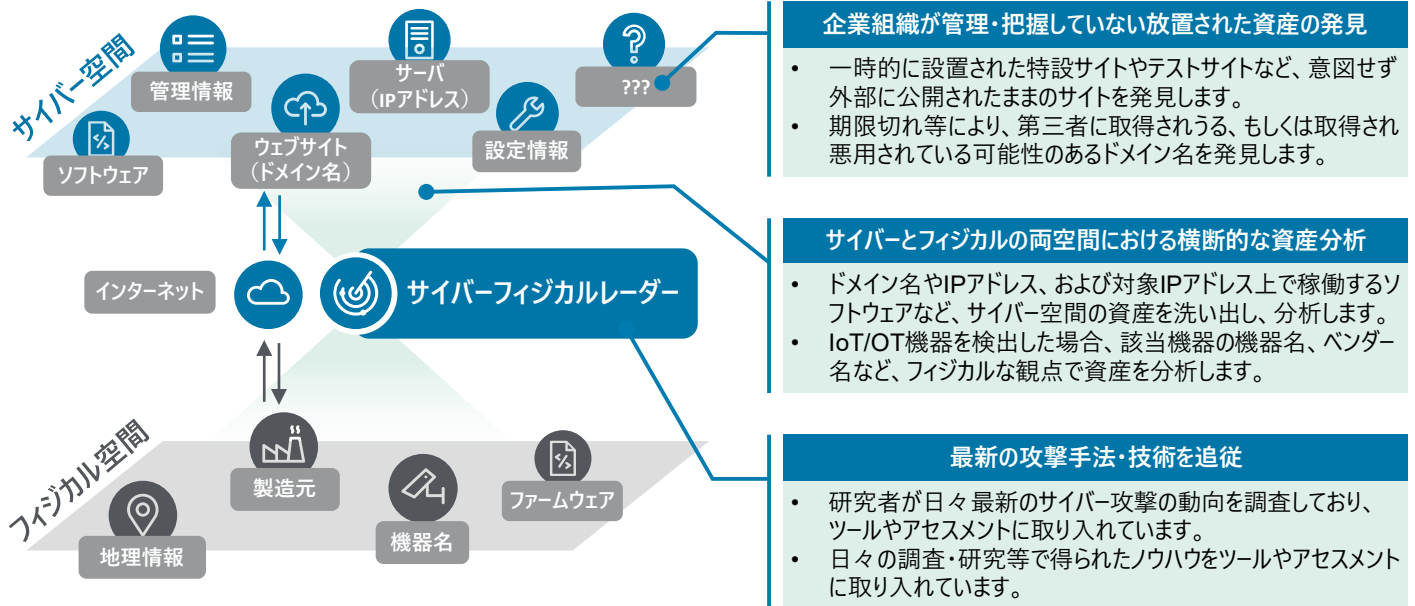 サイバー空間
管理情報
サーバ
(IPアドレス)
???
ソフトウェア
ウェブサイト
(ドメイン名)
設定情報
インターネット
サイバーフィジカルレーダー
フィジカル空間
製造元
ファームウェア
機器名
地理情報
企業組織が管理・把握していない放置された資産の発見
• 一時的に設置された特設サイトやテストサイトなど、意図せず
外部に公開されたままのサイトを発見します。
• 期限切れ等により、第三者に取得されうる、もしくは取得され
悪用されている可能性のあるドメイン名を発見します。
サイバーとフィジカルの両空間における横断的な資産分析
• ドメイン名やIPアドレス、および対象IPアドレス上で稼働するソ
フトウェアなど、サイバー空間の資産を洗い出し、分析します。
• IoT/OT機器を検出した場合、該当機器の機器名、ベンダー
名など、フィジカルな観点で資産を分析します。
最新の攻撃手法・技術を追従
• 研究者が日々最新のサイバー攻撃の動向を調査しており、
ツールやアセスメントに取り入れています。
• 日々の調査・研究等で得られたノウハウをツールやアセスメント
に取り入れています。